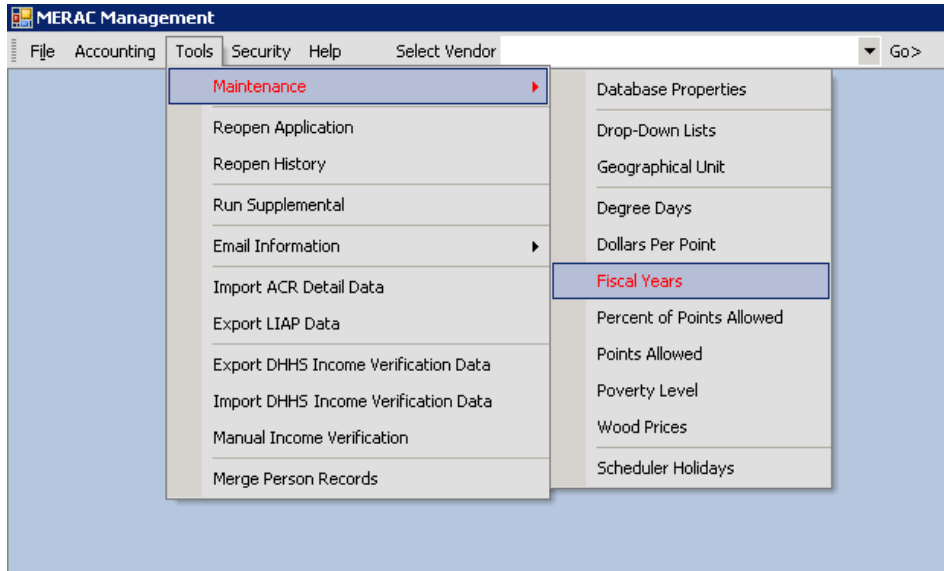 MERAC Management
File Accounting Tools Security Help Select Vendor Go>
Maintenance
Reopen Application
Reopen History
Run Supplemental
Email Information
Import ACR Detail Data
Export LIAP Data
Export DHHS Income Verification Data
Import DHHS Income Verification Data
Manual Income Verification
Merge Person Records
Database Properties
Drop-Down Lists
Geographical Unit
Degree Days
Dollars Per Point
Fiscal Years
Percent of Points Allowed
Points Allowed
Poverty Level
Wood Prices
Scheduler Holidays